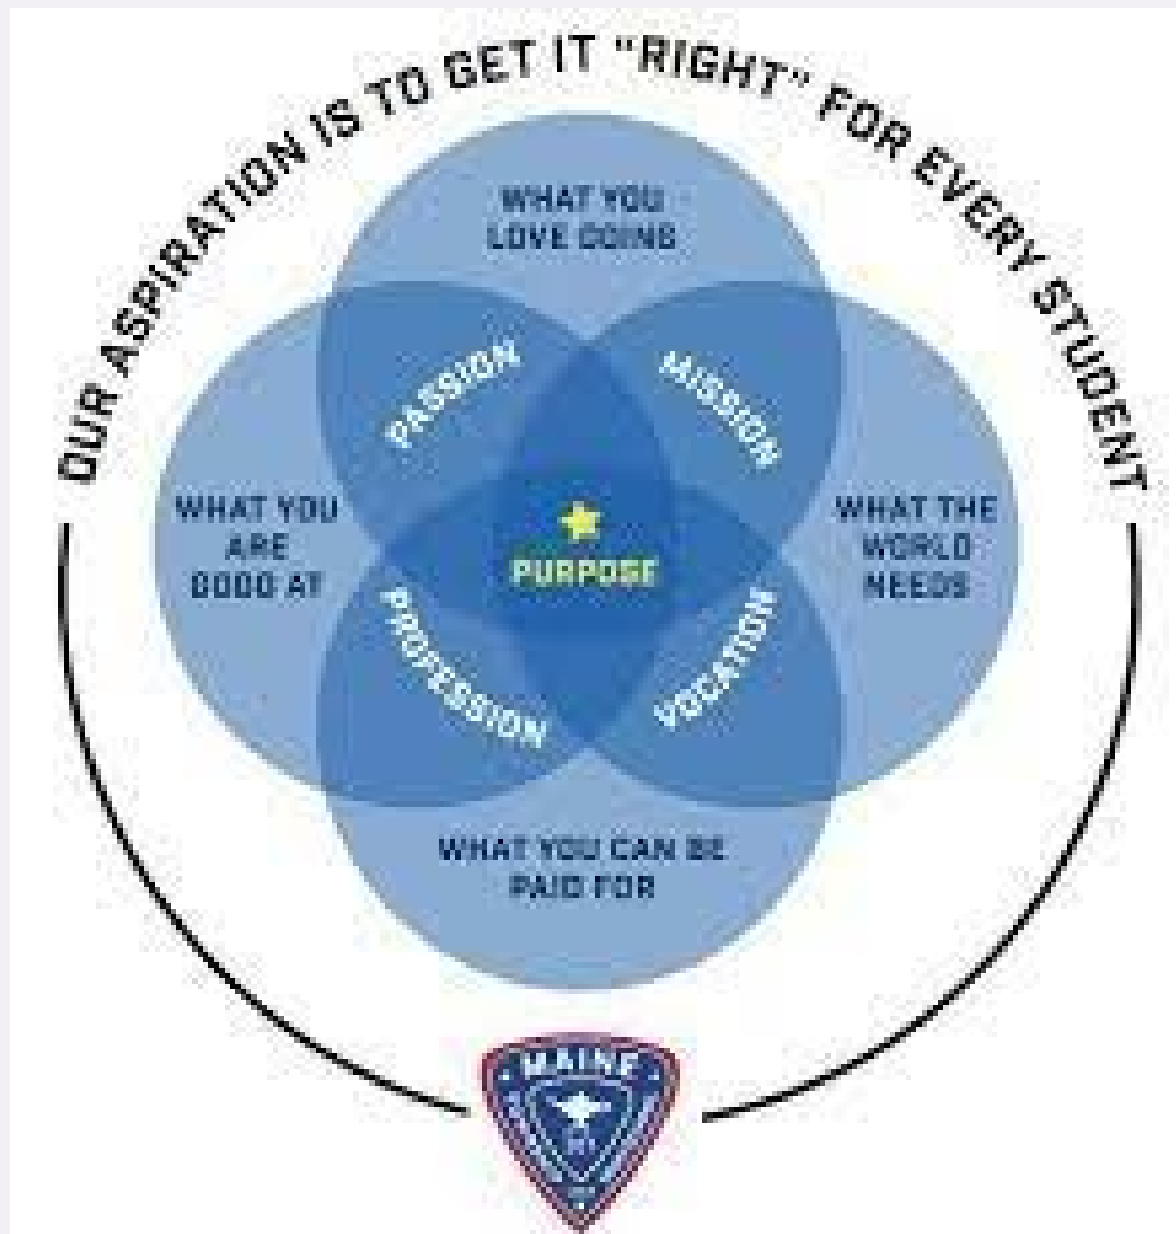 OUR ASPIRATION IS TO GET IT "RIGHT" FOR EVERY STUDENT
WHAT YOU
LOVE DOING
PASSION
MISSION
WHAT YOU
ARE
GOOD AT
WHAT THE
WORLD
NEEDS
PURPOSE
PROFESSION
VOCATION
WHAT YOU CAN BE
PAID FOR
MAINE